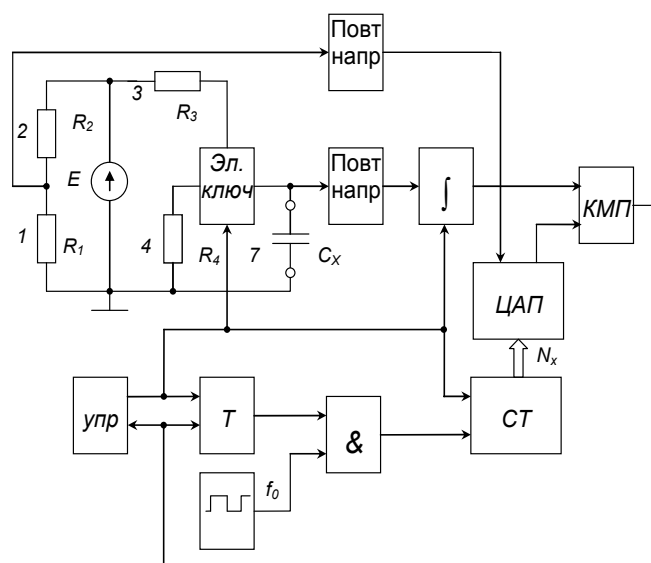 Повт
напр
3
R3
2
R2
Эл.
ключ
Повт
напр
∫
КМП
E
1
R1
4
R4
7
CX
ЦАП
Nx
упр
T
&
СТ
f0